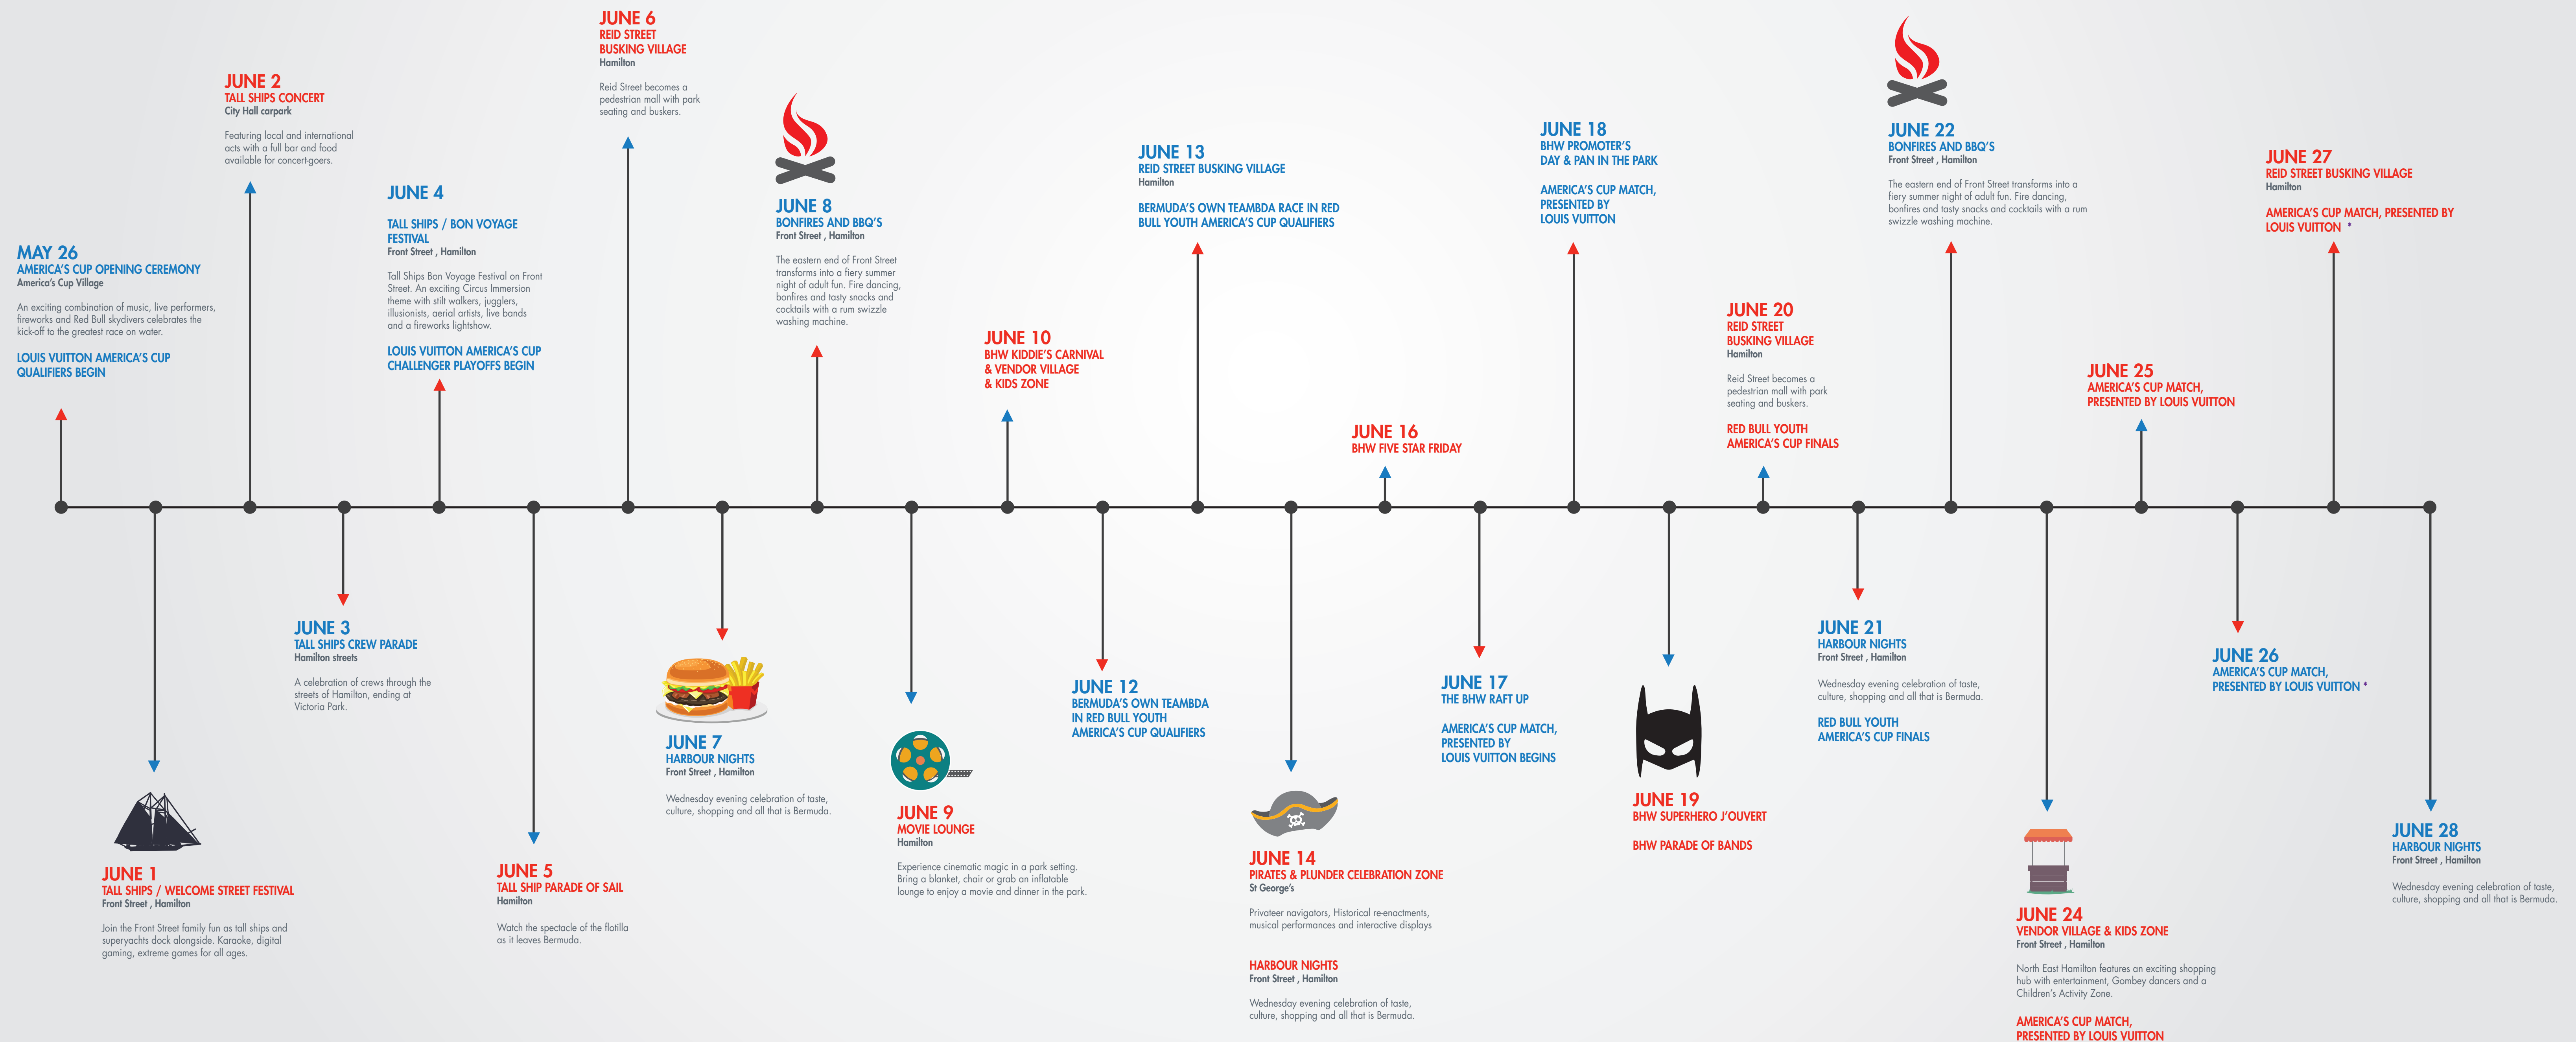 MAY 26
AMERICA'S CUP OPENING CEREMONY
America's Cup Village
An exciting combination of music, live performers,
fireworks and Red Bull skydivers celebrates the
kick-off to the greatest race on water.
LOUIS VUITTON AMERICA'S CUP
QUALIFIERS BEGIN
JUNE 1
TALL SHIPS / WELCOME STREET FESTIVAL
Front Street , Hamilton
Join the Front Street family fun as tall ships and
superyachts dock alongside. Karaoke, digital
gaming, extreme games for all ages.
JUNE 2
TALL SHIPS CONCERT
City Hall carpark
Featuring local and international
acts with a full bar and food
available for concert-goers.
JUNE 3
TALL SHIPS CREW PARADE
Hamilton streets
A celebration of crews through the
streets of Hamilton, ending at
Victoria Park.
JUNE 4
TALL SHIPS / BON VOYAGE
FESTIVAL
Front Street , Hamilton
Tall Ships Bon Voyage Festival on Front
Street. An exciting Circus Immersion
theme with stilt walkers, jugglers,
illusionists, aerial artists, live bands
and a fireworks lightshow.
LOUIS VUITTON AMERICA'S CUP
CHALLENGER PLAYOFFS BEGIN
JUNE 5
TALL SHIP PARADE OF SAIL
Hamilton
Watch the spectacle of the flotilla
as it leaves Bermuda.
JUNE 6
REID STREET
BUSKING VILLAGE
Hamilton
Reid Street becomes a
pedestrian mall with park
seating and buskers.
JUNE 7
HARBOUR NIGHTS
Front Street , Hamilton
Wednesday evening celebration of taste,
culture, shopping and all that is Bermuda.
JUNE 8
BONFIRES AND BBQ'S
Front Street , Hamilton
The eastern end of Front Street
transforms into a fiery summer
night of adult fun. Fire dancing,
bonfires and tasty snacks and
cocktails with a rum swizzle
washing machine.
JUNE 9
MOVIE LOUNGE
Hamilton
Experience cinematic magic in a park setting.
Bring a blanket, chair or grab an inflatable
lounge to enjoy a movie and dinner in the park.
JUNE 10
BHW KIDDIE'S CARNIVAL
& VENDOR VILLAGE
& KIDS ZONE
JUNE 12
BERMUDA'S OWN TEAMBDA
IN RED BULL YOUTH
AMERICA'S CUP QUALIFIERS
JUNE 13
REID STREET BUSKING VILLAGE
Hamilton
BERMUDA'S OWN TEAMBDA RACE IN RED
BULL YOUTH AMERICA'S CUP QUALIFIERS
JUNE 14
PIRATES & PLUNDER CELEBRATION ZONE
St George's
Privateer navigators, Historical re-enactments,
musical performances and interactive displays
HARBOUR NIGHTS
Front Street , Hamilton
Wednesday evening celebration of taste,
culture, shopping and all that is Bermuda.
JUNE 16
BHW FIVE STAR FRIDAY
JUNE 17
THE BHW RAFT UP
AMERICA'S CUP MATCH,
PRESENTED BY
LOUIS VUITTON BEGINS
JUNE 18
BHW PROMOTER'S
DAY & PAN IN THE PARK
AMERICA'S CUP MATCH,
PRESENTED BY
LOUIS VUITTON
JUNE 19
BHW SUPERHERO J'OUVERT
BHW PARADE OF BANDS
JUNE 20
REID STREET
BUSKING VILLAGE
Hamilton
Reid Street becomes a
pedestrian mall with park
seating and buskers.
RED BULL YOUTH
AMERICA'S CUP FINALS
JUNE 21
HARBOUR NIGHTS
Front Street , Hamilton
Wednesday evening celebration of taste,
culture, shopping and all that is Bermuda.
RED BULL YOUTH
AMERICA'S CUP FINALS
JUNE 22
BONFIRES AND BBQ'S
Front Street , Hamilton
The eastern end of Front Street transforms into a
fiery summer night of adult fun. Fire dancing,
bonfires and tasty snacks and cocktails with a rum
swizzle washing machine.
JUNE 24
VENDOR VILLAGE & KIDS ZONE
Front Street , Hamilton
North East Hamilton features an exciting shopping
hub with entertainment, Gombey dancers and a
Children's Activity Zone.
AMERICA'S CUP MATCH,
PRESENTED BY LOUIS VUITTON
JUNE 25
AMERICA'S CUP MATCH,
PRESENTED BY LOUIS VUITTON
JUNE 26
AMERICA'S CUP MATCH,
PRESENTED BY LOUIS VUITTON *
JUNE 27
REID STREET BUSKING VILLAGE
Hamilton
AMERICA'S CUP MATCH, PRESENTED BY
LOUIS VUITTON *
JUNE 28
HARBOUR NIGHTS
Front Street , Hamilton
Wednesday evening celebration of taste,
culture, shopping and all that is Bermuda.